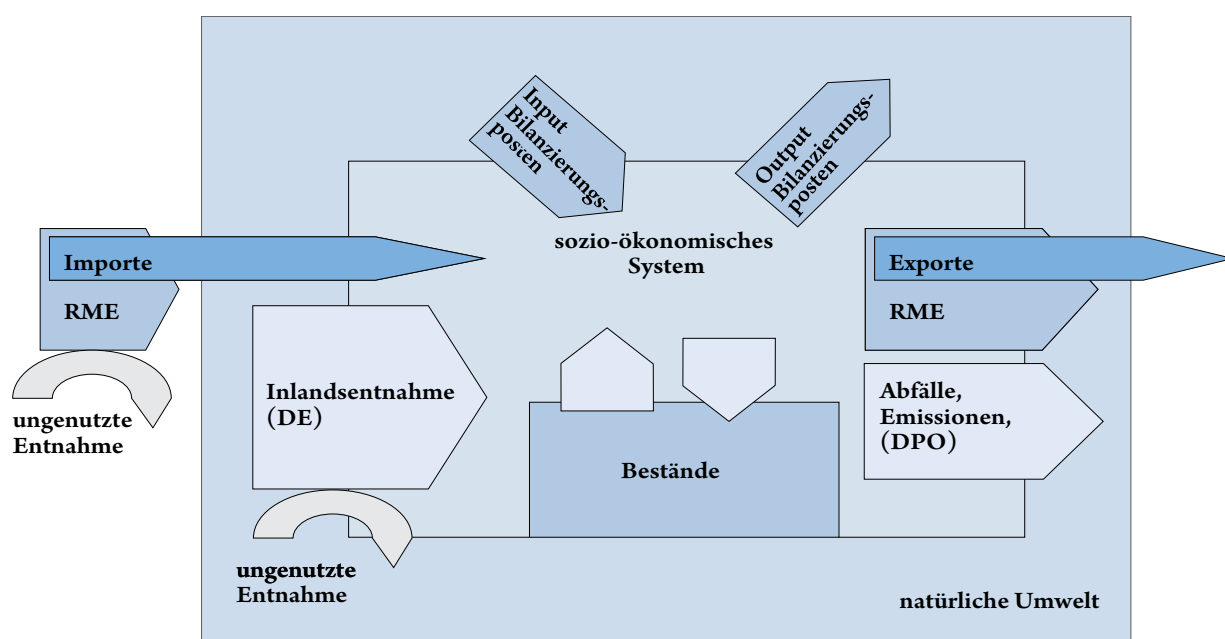 Input
Bilanzierungs-
posten
Output
Bilanzierungs-
posten
sozio-ökonomisches
System
Importe
RME
ungenutzte
Entnahme
Inlandsentnahme
(DE)
ungenutzte
Entnahme
Bestände
Exporte
RME
Abfälle,
Emissionen,
(DPO)
natürliche Umwelt